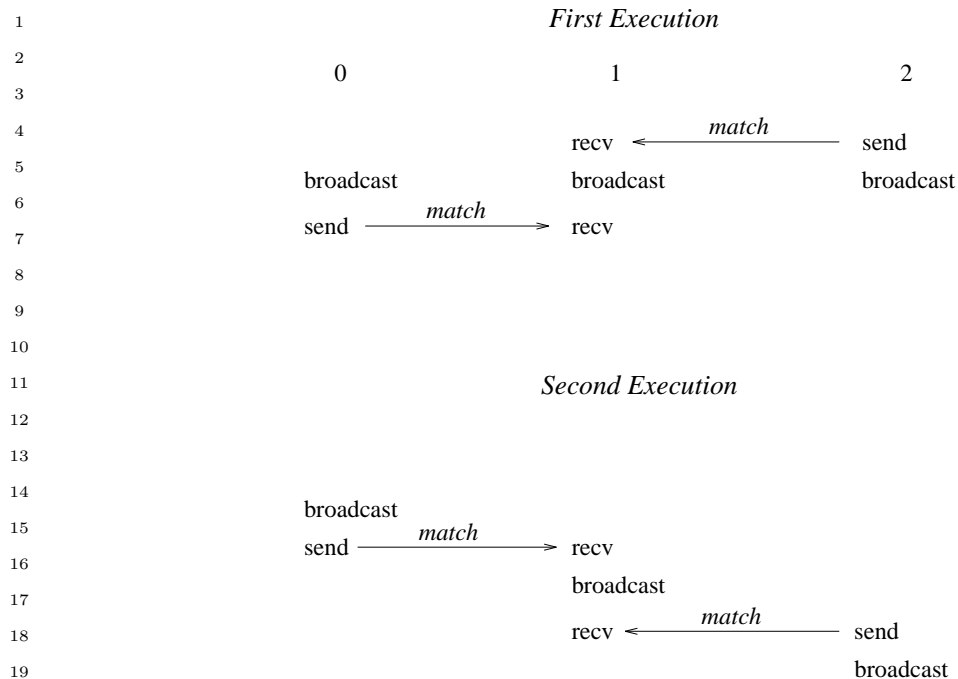 1 First Execution
2
0 1 2
3
4 match
recv send
5
broadcast broadcast broadcast
6 match
send recv
7
8
9
10
11 Second Execution
12
13
14
broadcast
15 match
send recv
16
broadcast
17
match
18 recv send
19 broadcast